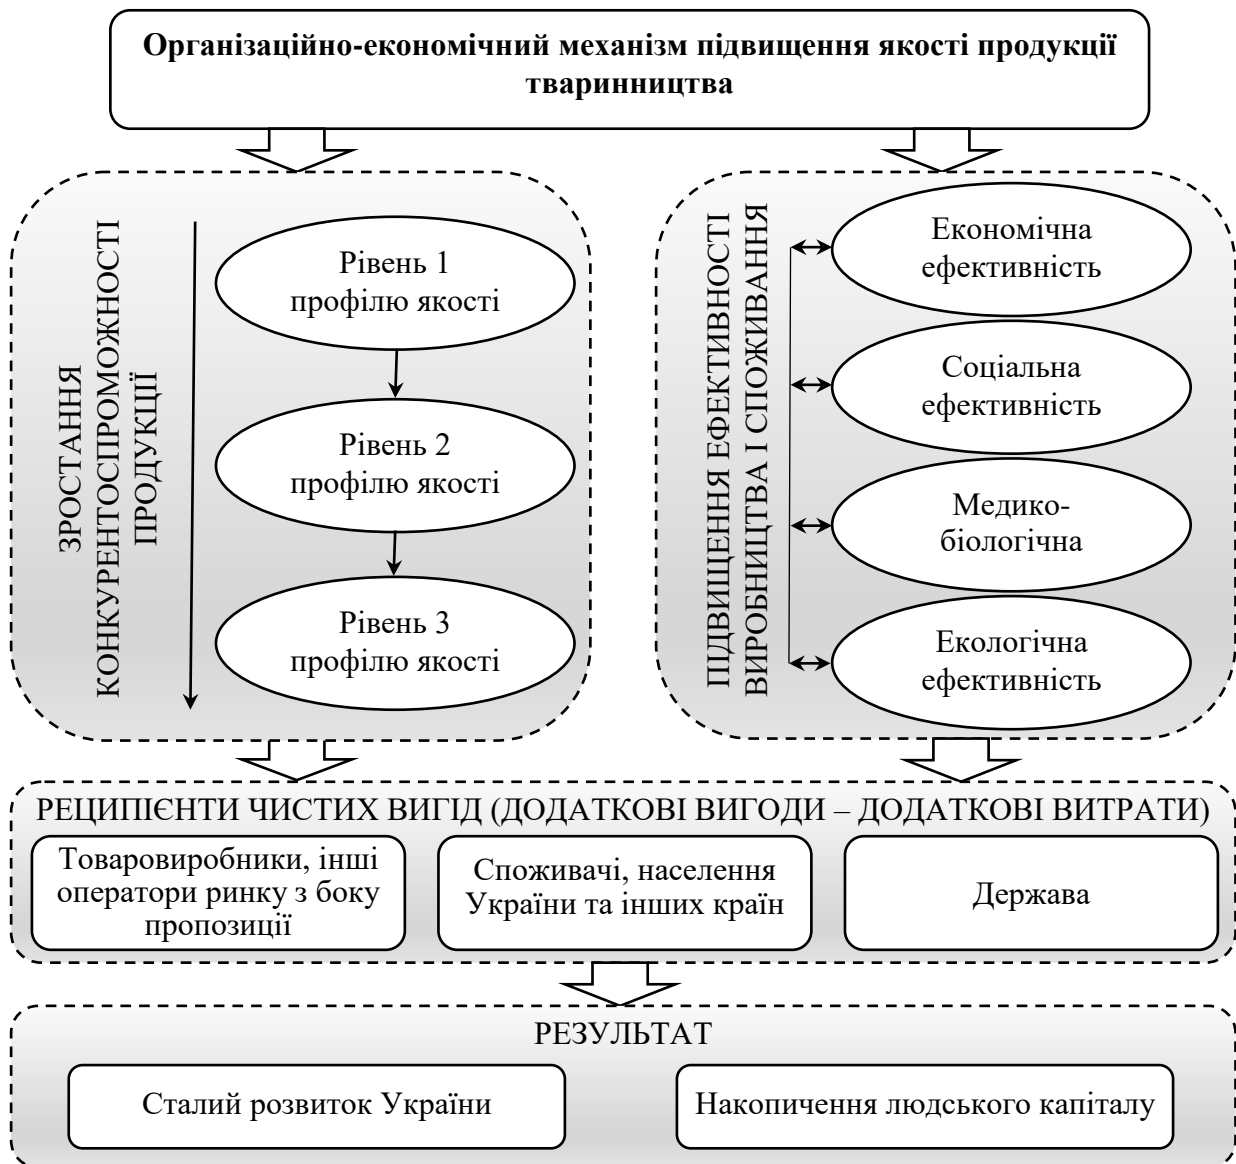 Організаційно-економічний механізм підвищення якості продукції
тваринництва
ЗРОСТАННЯ
КОНКУРЕНТОСПРОМОЖНОСТІ
ПРОДУКЦІЇ
Рівень 1
профілю якості
Рівень 2
профілю якості
Рівень 3
профілю якості
ПІДВИЩЕННЯ ЕФЕКТИВНОСТІ
ВИРОБНИЦТВА І СПОЖИВАННЯ
Економічна
ефективність
Соціальна
ефективність
Медико-
біологічна
Екологічна
ефективність
РЕЦИПІЄНТИ ЧИСТИХ ВИГІД (ДОДАТКОВІ ВИГОДИ – ДОДАТКОВІ ВИТРАТИ)
Товаровиробники, інші
оператори ринку з боку
пропозиції
Споживачі, населення
України та інших країн
Держава
РЕЗУЛЬТАТ
Сталий розвиток України
Накопичення людського капіталу